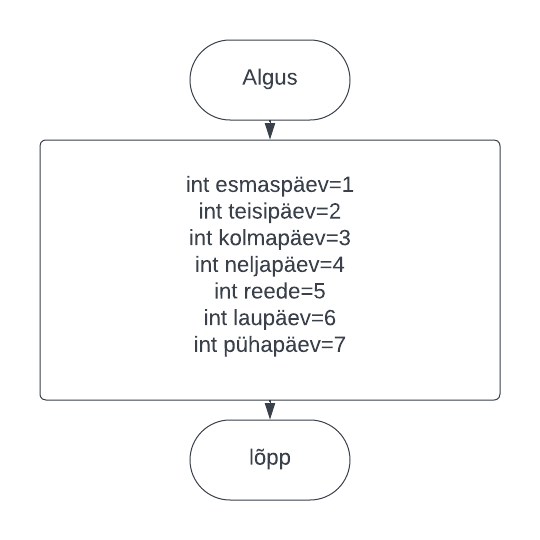 Algus
int esmaspäev=1
int teisipäev=2
int kolmapäev=3
int neljapäev=4
int reede=5
int laupäev=6
int pühapäev=7
lõpp